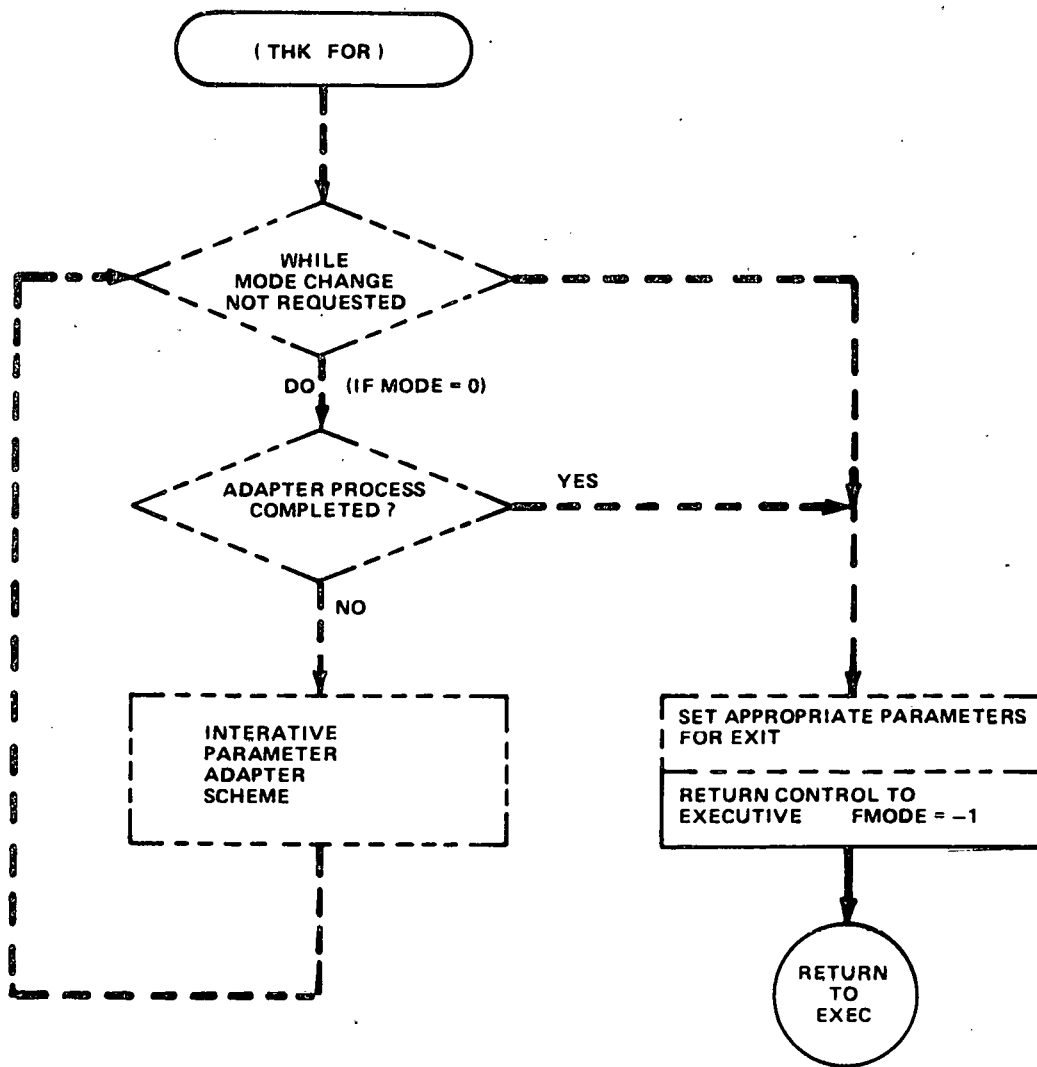 ( THK FOR )
WHILE
MODE CHANGE
NOT REQUESTED
DO (IF MODE = 0)
ADAPTER PROCESS
COMPLETED ?
YES
NO
INTERATIVE
PARAMETER
ADAPTER
SCHEME
SET APPROPRIATE PARAMETERS
FOR EXIT
RETURN CONTROL TO
EXECUTIVE FMODE = −1
RETURN
TO
EXEC